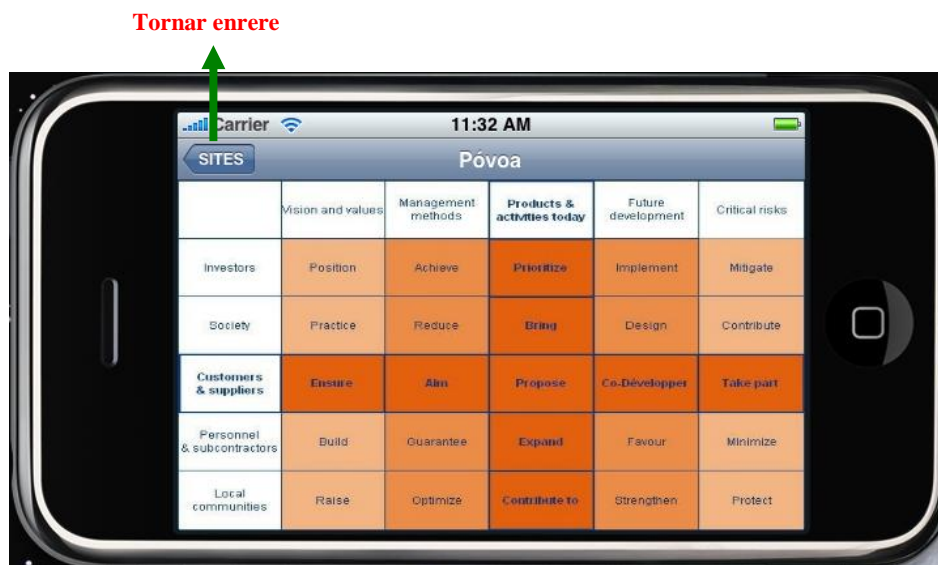 Tornar enrere
Carrier 11:32 AM
SITES Póvoa
Vision and values Management methods Products & activities today Future development Critical risks
Investors Position Achieve Prioritize Implement Mitigate
Society Practice Reduce Bring Design Contribute
Customers & suppliers Ensure Aim Propose Co-Développer Take part
Personnel & subcontractors Build Guarantee Expand Favour Minimize
Local communities Raise Optimize Contribute to Strengthen Protect